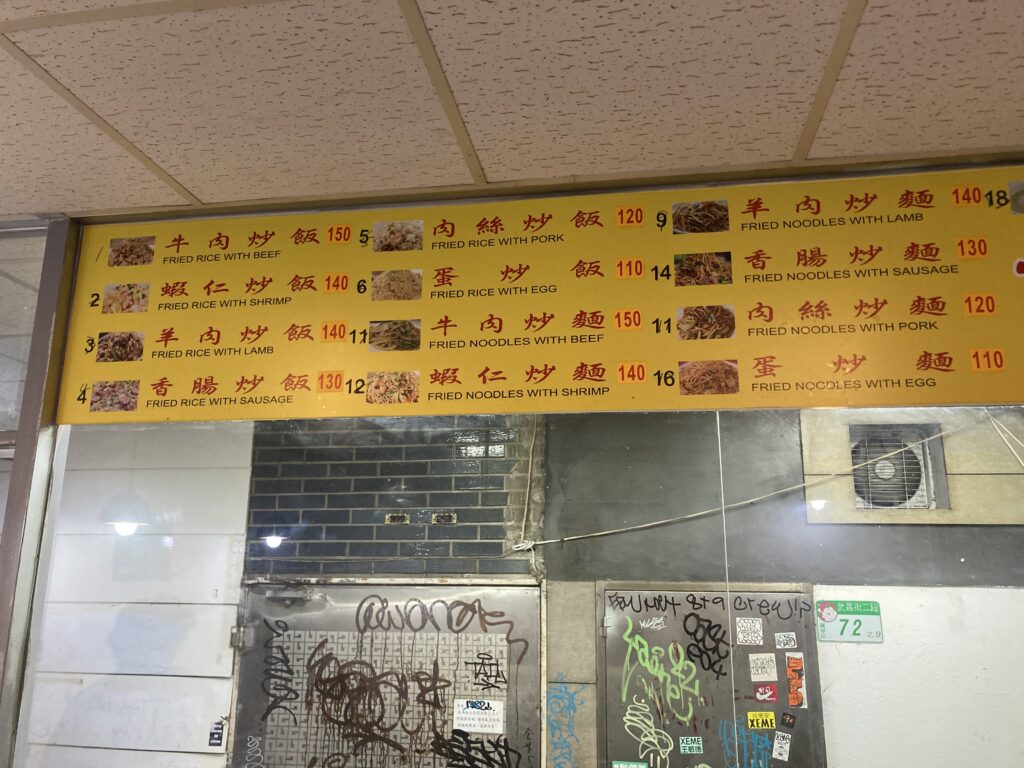 1 牛肉炒飯 150
FRIED RICE WITH BEEF
2 蝦仁炒飯 140
FRIED RICE WITH SHRIMP
3 羊肉炒飯 140
FRIED RICE WITH LAMB
4 香腸炒飯 130
FRIED RICE WITH SAUSAGE
5 肉絲炒飯 120
FRIED RICE WITH PORK
6 蛋炒飯 110
FRIED RICE WITH EGG
11 牛肉炒麵 150
FRIED NOODLES WITH BEEF
12 蝦仁炒麵 140
FRIED NOODLES WITH SHRIMP
9 羊肉炒麵 140
FRIED NOODLES WITH LAMB
14 香腸炒麵 130
FRIED NOODLES WITH SAUSAGE
11 肉絲炒麵 120
FRIED NOODLES WITH PORK
16 蛋炒麵 110
FRIED NOODLES WITH EGG
18
武昌街二段
72
29
XEME
XEME
王敏德